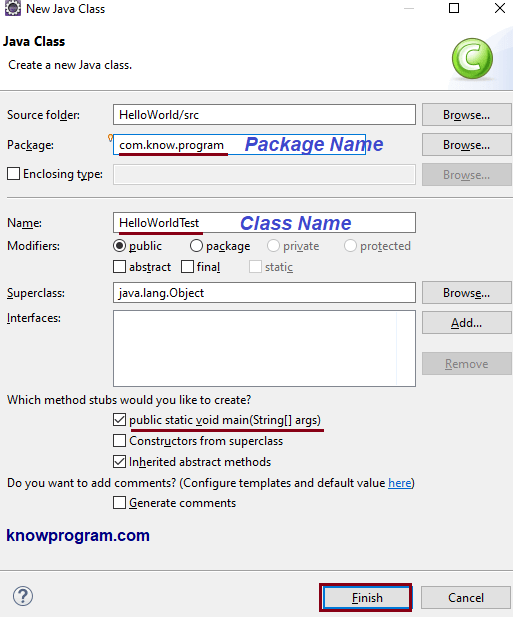 New Java Class
Java Class
Create a new Java class.
C
Source folder: HelloWorld/src Browse...
Package: com.know.program Package Name Browse...
Enclosing type: Browse...
Name: HelloWorldTest Class Name
Modifiers: public package private protected
abstract final static
Superclass: java.lang.Object Browse...
Interfaces: Add...
Remove
Which method stubs would you like to create?
public static void main(String[] args)
Constructors from superclass
Inherited abstract methods
Do you want to add comments? (Configure templates and default value here)
Generate comments
knowprogram.com
? Finish Cancel